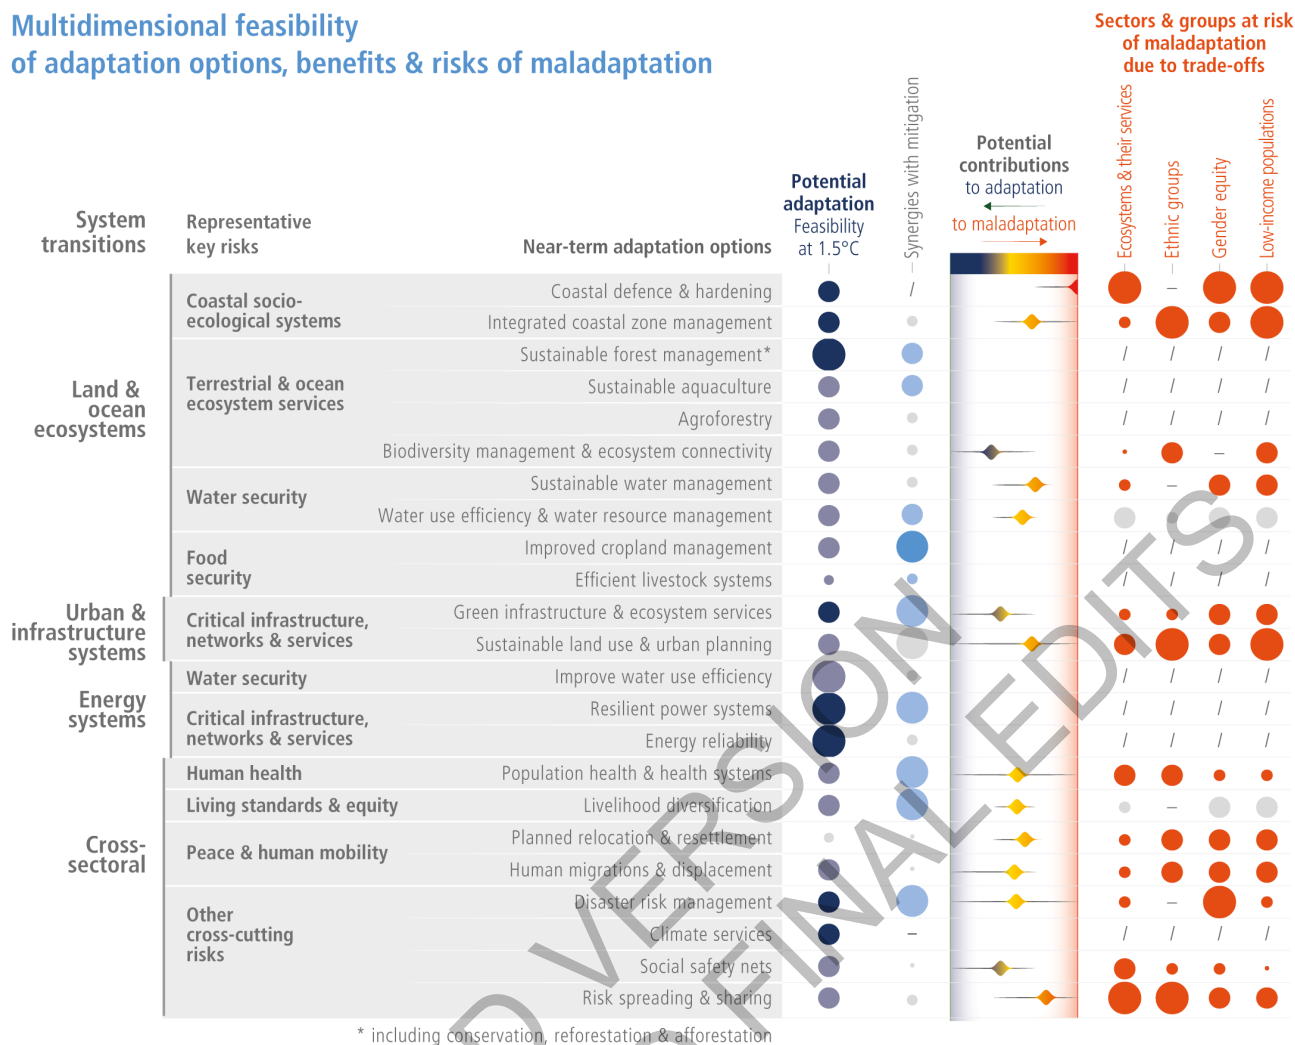 Multidimensional feasibility
of adaptation options, benefits & risks of maladaptation
Sectors & groups at risk
of maladaptation
due to trade-offs
System
transitions
Representative
key risks
Near-term adaptation options
Potential
adaptation
Feasibility
at 1.5°C
Synergies with mitigation
Potential
contributions
to adaptation
to maladaptation
Ecosystems & their services
Ethnic groups
Gender equity
Low-income populations
Land &
ocean
ecosystems
Coastal socio-
ecological systems
Coastal defence & hardening
/
–
Integrated coastal zone management
Terrestrial & ocean
ecosystem services
Sustainable forest management*
/ / / /
Sustainable aquaculture
/ / / /
Agroforestry
/ / / /
Biodiversity management & ecosystem connectivity
–
Water security
Sustainable water management
–
Water use efficiency & water resource management
Food
security
Improved cropland management
/ / / /
Efficient livestock systems
/ / / /
Urban &
infrastructure
systems
Critical infrastructure,
networks & services
Green infrastructure & ecosystem services
Sustainable land use & urban planning
Energy
systems
Water security
Improve water use efficiency
/ / / /
Critical infrastructure,
networks & services
Resilient power systems
/ / / /
Energy reliability
/ / / /
Cross-
sectoral
Human health
Population health & health systems
Living standards & equity
Livelihood diversification
–
Peace & human mobility
Planned relocation & resettlement
Human migrations & displacement
Other
cross-cutting
risks
Disaster risk management
–
Climate services
–
/ / / /
Social safety nets
Risk spreading & sharing
* including conservation, reforestation & afforestation
D VERSION
FINAL EDITS